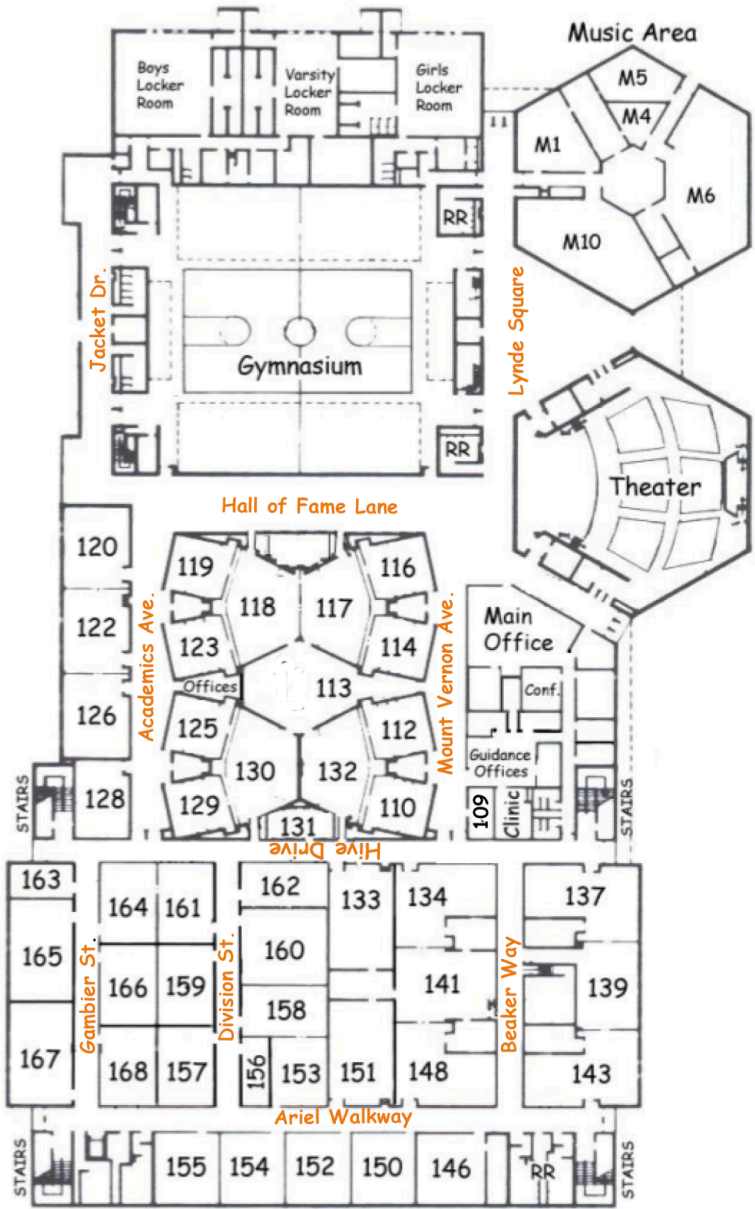 Music Area
Boys
Locker
Room
Varsity
Locker
Room
Girls
Locker
Room
M5
M4
M1
M6
M10
RR
Jacket Dr.
Lynde Square
Gymnasium
RR
Theater
Hall of Fame Lane
120
119
116
118
117
122
123
114
Academics Ave.
Mount Vernon Ave.
Main
Office
Offices
113
Conf.
126
125
112
Guidance
Offices
130
132
128
129
110
109
Clinic
131
STAIRS
STAIRS
Hive Drive
163
164
161
162
133
134
137
165
166
159
160
141
139
Gambier St.
Division St.
Beaker Way
158
167
168
157
156
153
151
148
143
Ariel Walkway
STAIRS
155
154
152
150
146
RR
STAIRS